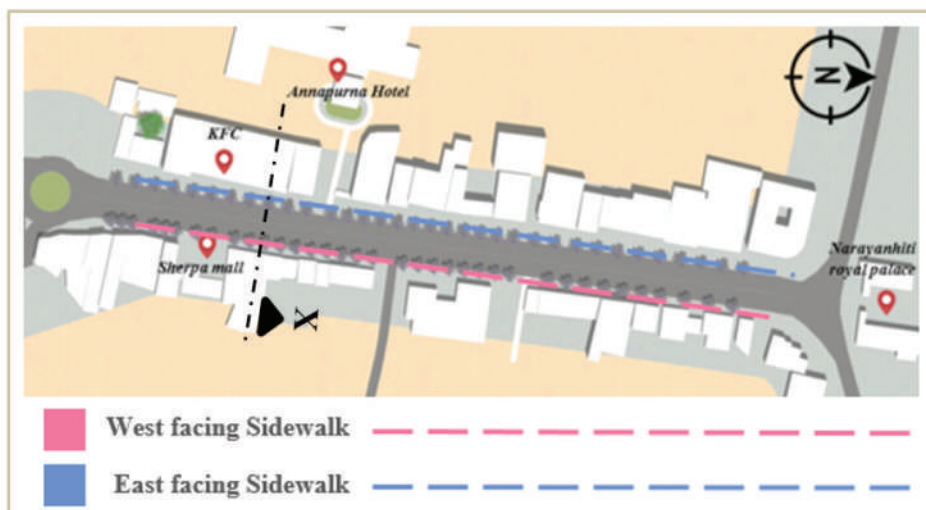 Annapurna Hotel
KFC
N
Sherpa mall
Narayanhiti
royal palace
X
West facing Sidewalk
East facing Sidewalk